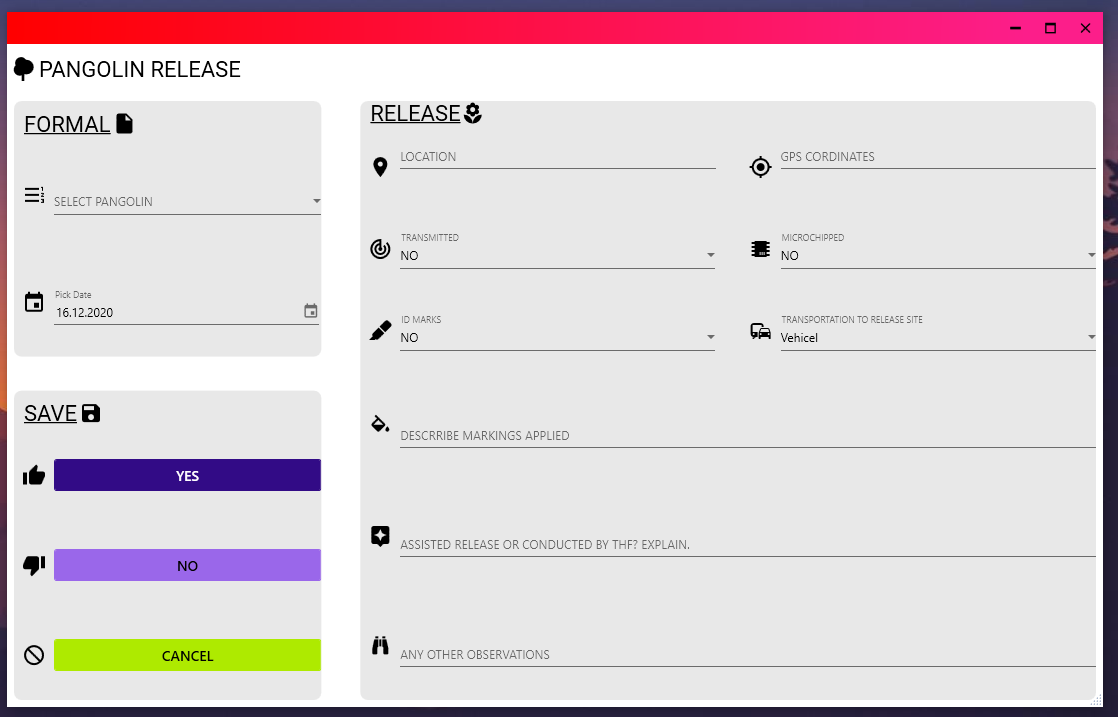 PANGOLIN RELEASE
FORMAL
SELECT PANGOLIN
Pick Date
16.12.2020
SAVE
YES
NO
CANCEL
RELEASE
LOCATION
GPS CORDINATES
TRANSMITTED
NO
MICROCHIPPED
NO
ID MARKS
NO
TRANSPORTATION TO RELEASE SITE
Vehicel
DESCRRIBE MARKINGS APPLIED
ASSISTED RELEASE OR CONDUCTED BY THF? EXPLAIN.
ANY OTHER OBSERVATIONS